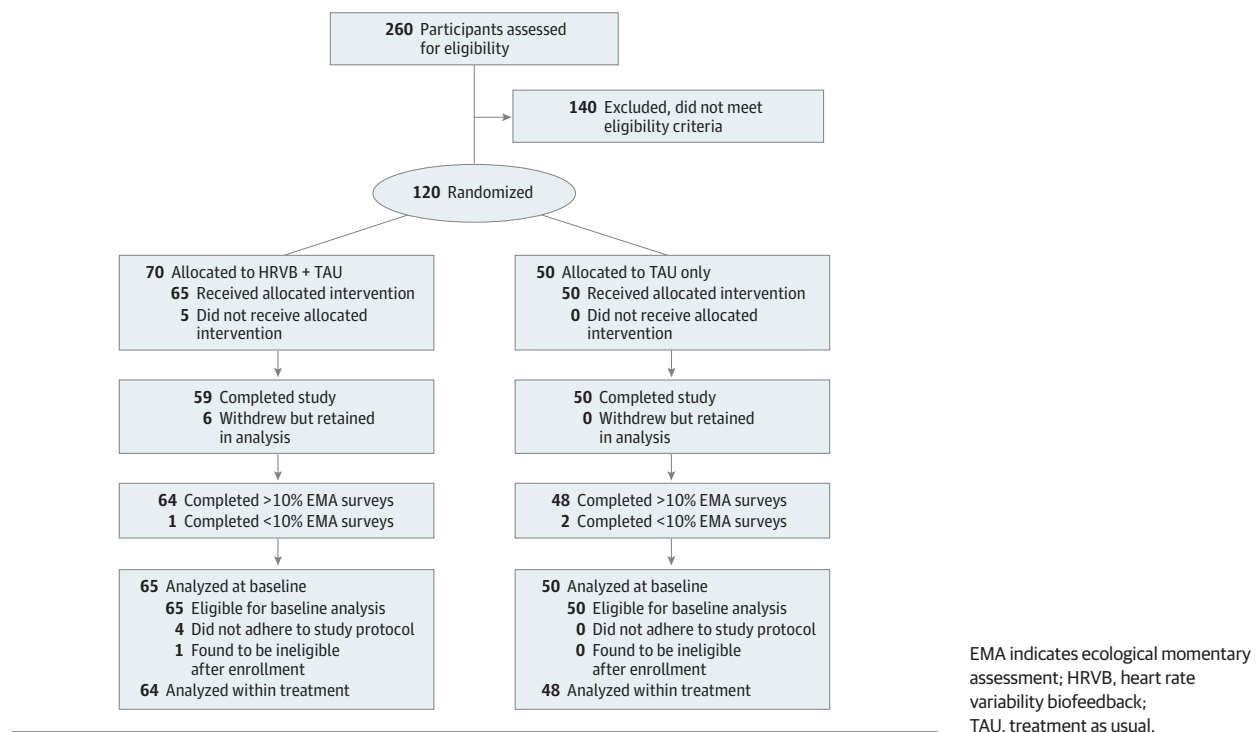 260 Participants assessed
for eligibility
140 Excluded, did not meet
eligibility criteria
120 Randomized
70 Allocated to HRVB + TAU
65 Received allocated intervention
5 Did not receive allocated
intervention
50 Allocated to TAU only
50 Received allocated intervention
0 Did not receive allocated
intervention
59 Completed study
6 Withdrew but retained
in analysis
50 Completed study
0 Withdrew but retained
in analysis
64 Completed >10% EMA surveys
1 Completed <10% EMA surveys
48 Completed >10% EMA surveys
2 Completed <10% EMA surveys
65 Analyzed at baseline
65 Eligible for baseline analysis
4 Did not adhere to study protocol
1 Found to be ineligible
after enrollment
64 Analyzed within treatment
50 Analyzed at baseline
50 Eligible for baseline analysis
0 Did not adhere to study protocol
0 Found to be ineligible
after enrollment
48 Analyzed within treatment
EMA indicates ecological momentary
assessment; HRVB, heart rate
variability biofeedback;
TAU, treatment as usual.